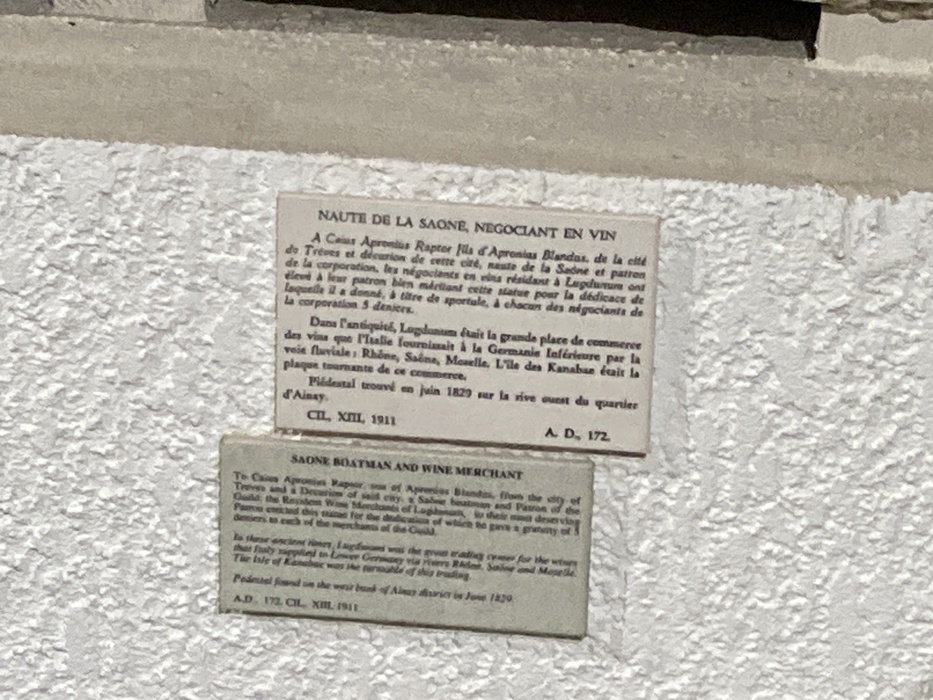 NAUTE DE LA SAONE, NEGOCIANT EN VIN
A Caius Apronius Raptor fils d'Apronius Blandus, de la cité
de Trèves et décurion de cette cité, naute de la Saône et patron
de la corporation, les négociants en vins résidant à Lugdunum ont
élevé à leur patron bien méritant cette statue pour la dédicace de
laquelle il a donné, à titre de sportule, à chacun des négociants de
la corporation 5 deniers.
Dans l'antiquité, Lugdunum était la grande place de commerce
des vins que l'Italie fournissait à la Germanie Inférieure par la
voie fluviale : Rhône, Saône, Moselle. L'île des Kanabae était la
plaque tournante de ce commerce.
Piédestal trouvé en juin 1829 sur la rive ouest du quartier
d'Ainay.
CIL, XIII, 1911
A. D., 172.
SAONE BOATMAN AND WINE MERCHANT
To Caius Apronius Raptor, son of Apronius Blandus, from the city of
Treves and a Decurion of said city, a Saône boatman and Patron of the
Guild; the Resident Wine Merchants of Lugdunum, to their most deserving
Patron erected this statue for the dedication of which he gave a gratuity of 5
deniers to each of the merchants of the Guild.
In these ancient times, Lugdunum was the great trading center for the wines
that Italy supplied to Lower Germany via rivers Rhône, Saône and Moselle.
The Isle of Kanabae was the turntable of this trading.
Pedestal found on the west bank of Ainay district in June 1829.
A.D. 172, CIL, XIII, 1911